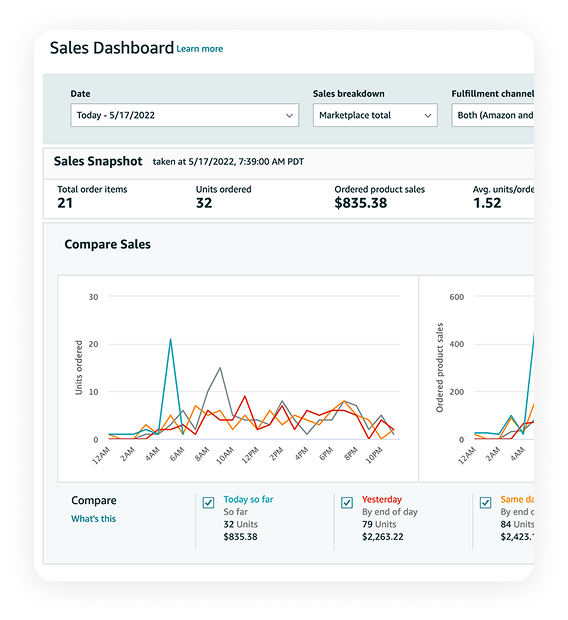 Sales Dashboard Learn more
Date
Sales breakdown
Fulfillment channel
Today - 5/17/2022
Marketplace total
Both (Amazon and
Sales Snapshot taken at 5/17/2022, 7:39:00 AM PDT
Total order items
Units ordered
Ordered product sales
Avg. units/orde
21
32
$835.38
1.52
Compare Sales
Units ordered
30
20
10
0
12AM
2AM
4AM
6AM
8AM
10AM
12PM
2PM
4PM
6PM
8PM
10PM
Ordered product sales
600
400
200
0
12AM
2AM
4AM
Compare
What's this
Today so far
So far
32 Units
$835.38
Yesterday
By end of day
79 Units
$2,263.22
Same da
By end o
84 Units
$2,423.